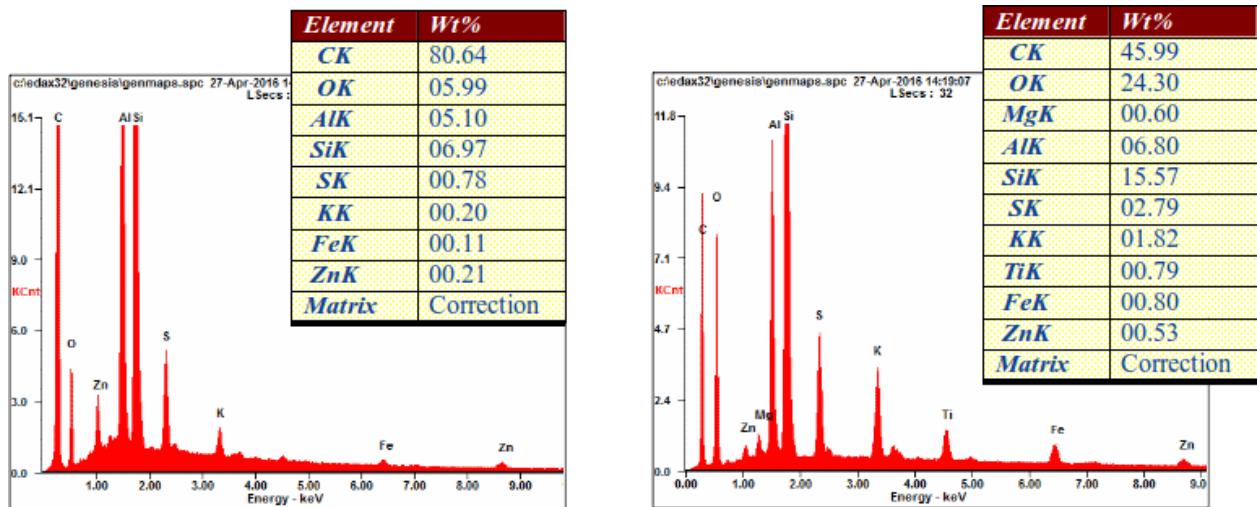 Element Wt%
CK 80.64
OK 05.99
AlK 05.10
SiK 06.97
SK 00.78
KK 00.20
FeK 00.11
ZnK 00.21
Matrix Correction
c:\edax32\genesis\genmaps.spc 27-Apr-2016 14
LSecs :
15.1
12.1
9.0
6.0
3.0
0.0
KCnt
C
O
Zn
Al Si
S
K
Fe
Zn
1.00 2.00 3.00 4.00 5.00 6.00 7.00 8.00 9.00
Energy - keV
Element Wt%
CK 45.99
OK 24.30
MgK 00.60
AlK 06.80
SiK 15.57
SK 02.79
KK 01.82
TiK 00.79
FeK 00.80
ZnK 00.53
Matrix Correction
c:\edax32\genesis\genmaps.spc 27-Apr-2016 14:19:07
LSecs : 32
11.8
9.4
7.1
4.7
2.4
0.0
KCnt
C
O
Zn
Mg
Al
Si
S
K
Ti
Fe
Zn
0.00 1.00 2.00 3.00 4.00 5.00 6.00 7.00 8.00 9.0
Energy - keV